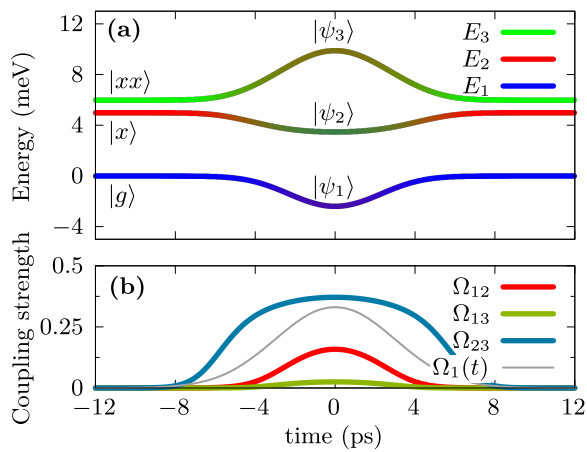 (a)
|ψ₃⟩
E₃
E₂
E₁
|xx⟩
|x⟩
|ψ₂⟩
|g⟩
|ψ₁⟩
12
8
4
0
−4
Energy (meV)
(b)
Ω₁₂
Ω₁₃
Ω₂₃
Ω₁(t)
0.5
0.25
0
Coupling strength
−12 −8 −4 0 4 8 12
time (ps)